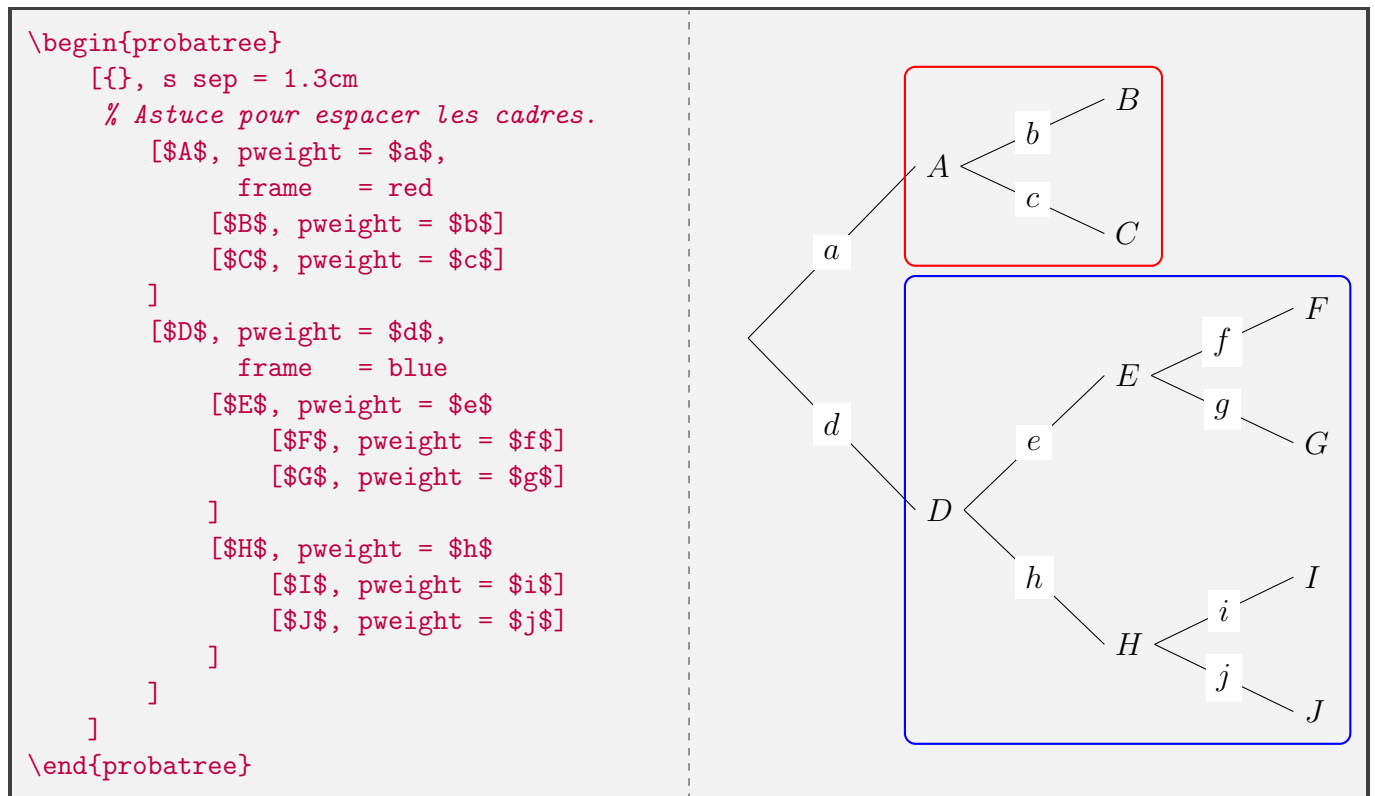 \begin{probatree}
    [{}, s sep = 1.3cm
     % Astuce pour espacer les cadres.
        [$A$, pweight = $a$,
              frame   = red
            [$B$, pweight = $b$]
            [$C$, pweight = $c$]
        ]
        [$D$, pweight = $d$,
              frame   = blue
            [$E$, pweight = $e$
                [$F$, pweight = $f$]
                [$G$, pweight = $g$]
            ]
            [$H$, pweight = $h$
                [$I$, pweight = $i$]
                [$J$, pweight = $j$]
            ]
        ]
    ]
\end{probatree}
B
b
A
c
C
a
F
f
E
g
G
d
e
D
h
I
i
H
j
J